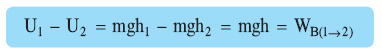 U₁ − U₂ = mgh₁ − mgh₂ = mgh = W_B(1→2)